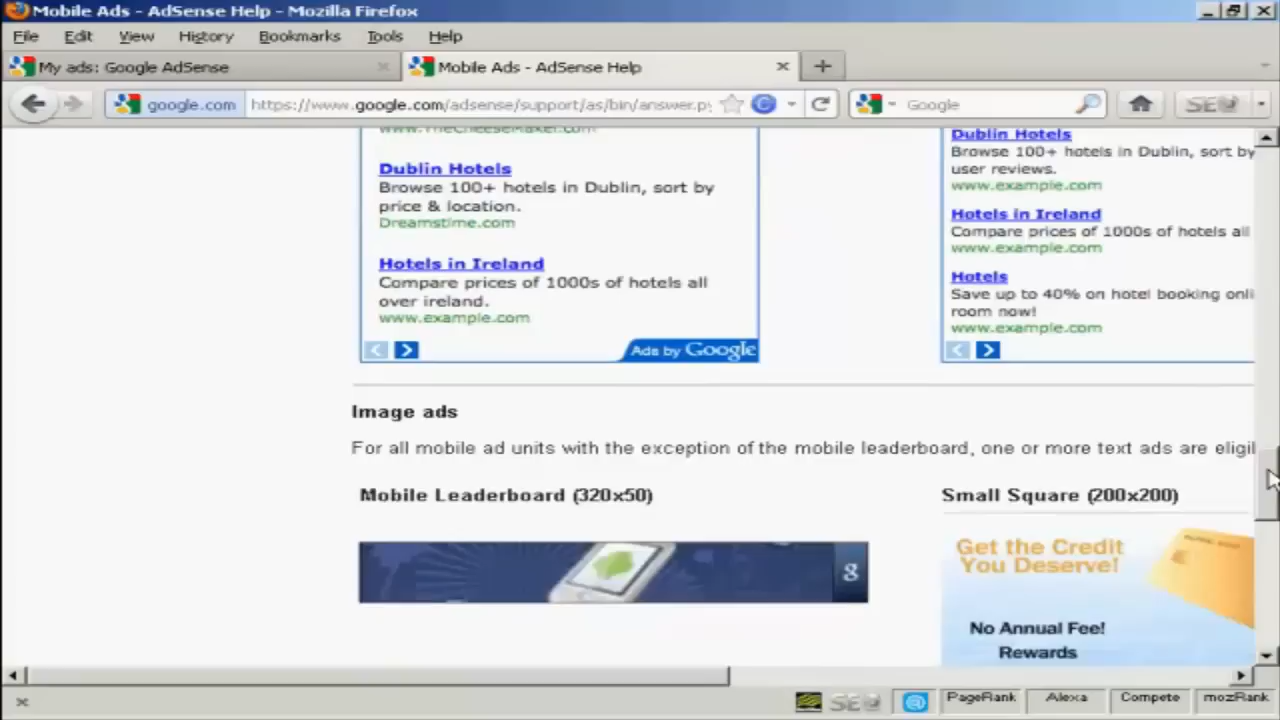 Mobile Ads - AdSense Help - Mozilla Firefox
File Edit View History Bookmarks Tools Help
My ads: Google AdSense
Mobile Ads - AdSense Help
google.com https://www.google.com/adsense/support/as/bin/answer.p
Google
SE
www.TheCheeseMaker.com
Dublin Hotels
Browse 100+ hotels in Dublin, sort by
price & location.
Dreamstime.com
Hotels in Ireland
Compare prices of 1000s of hotels all
over ireland.
www.example.com
Ads by Google
Dublin Hotels
Browse 100+ hotels in Dublin, sort by
user reviews.
www.example.com
Hotels in Ireland
Compare prices of 1000s of hotels all
www.example.com
Hotels
Save up to 40% on hotel booking onli
room now!
www.example.com
Image ads
For all mobile ad units with the exception of the mobile leaderboard, one or more text ads are eligil
Mobile Leaderboard (320x50)
g
Small Square (200x200)
Get the Credit
You Deserve!
No Annual Fee!
Rewards
SE
PageRank Alexa Compete mozRank